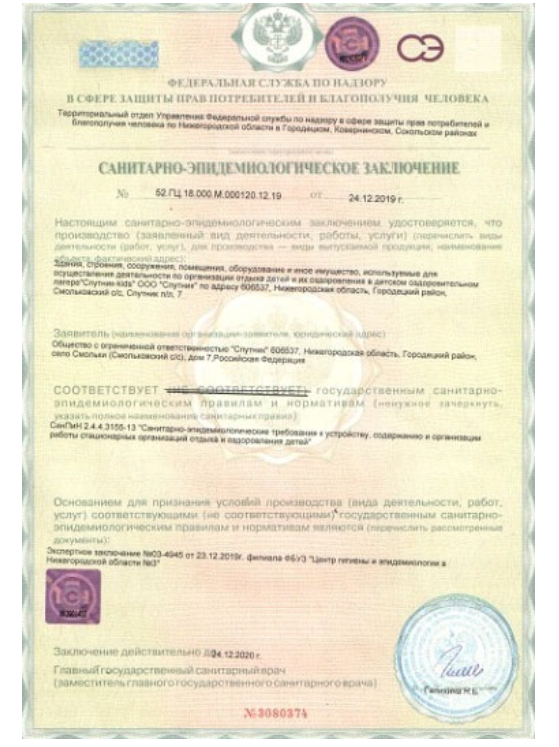 СЭ
ФЕДЕРАЛЬНАЯ СЛУЖБА ПО НАДЗОРУ
В СФЕРЕ ЗАЩИТЫ ПРАВ ПОТРЕБИТЕЛЕЙ И БЛАГОПОЛУЧИЯ ЧЕЛОВЕКА
Территориальный отдел Управления Федеральной службы по надзору в сфере защиты прав потребителей и
благополучия человека по Нижегородской области в Городецком, Ковернинском, Сокольском районах
САНИТАРНО-ЭПИДЕМИОЛОГИЧЕСКОЕ ЗАКЛЮЧЕНИЕ
№ 52.ГЦ.18.000.М.000120.12.19 от 24.12.2019 г.
Настоящим санитарно-эпидемиологическим заключением удостоверяется, что
производство (заявленный вид деятельности, работы, услуги) (перечислить виды
деятельности (работ, услуг), для производства — виды выпускаемой продукции; наименование
объекта, фактический адрес):
Здания, строения, сооружения, помещения, оборудование и иное имущество, используемые для
осуществления деятельности по организации отдыха детей и их оздоровления в детском оздоровительном
лагере"Спутник-kids" ООО "Спутник" по адресу 606537, Нижегородская область, Городецкий район,
Смольковский с/с, Спутник п/з, 7
Заявитель (наименование организации-заявителя, юридический адрес)
Общество с ограниченной ответственностью "Спутник" 606537, Нижегородская область, Городецкий район,
село Смольки (Смольковский с/с), дом 7,Российская Федерация
СООТВЕТСТВУЕТ (НЕ СООТВЕТСТВУЕТ) государственным санитарно-
эпидемиологическим правилам и нормативам (ненужное зачеркнуть,
указать полное наименование санитарных правил)
СанПиН 2.4.4.3155-13 "Санитарно-эпидемиологические требования к устройству, содержанию и организации
работы стационарных организаций отдыха и оздоровления детей"
Основанием для признания условий производства (вида деятельности, работ,
услуг) соответствующими (не соответствующими) государственным санитарно-
эпидемиологическим правилам и нормативам являются (перечислить рассмотренные
документы):
Экспертное заключение №03-4945 от 23.12.2019г. филиала ФБУЗ "Центр гигиены и эпидемиологии в
Нижегородской области №3"
Заключение действительно до 24.12.2020 г.
Главный государственный санитарный врач
(заместитель главного государственного санитарного врача)
№3080374